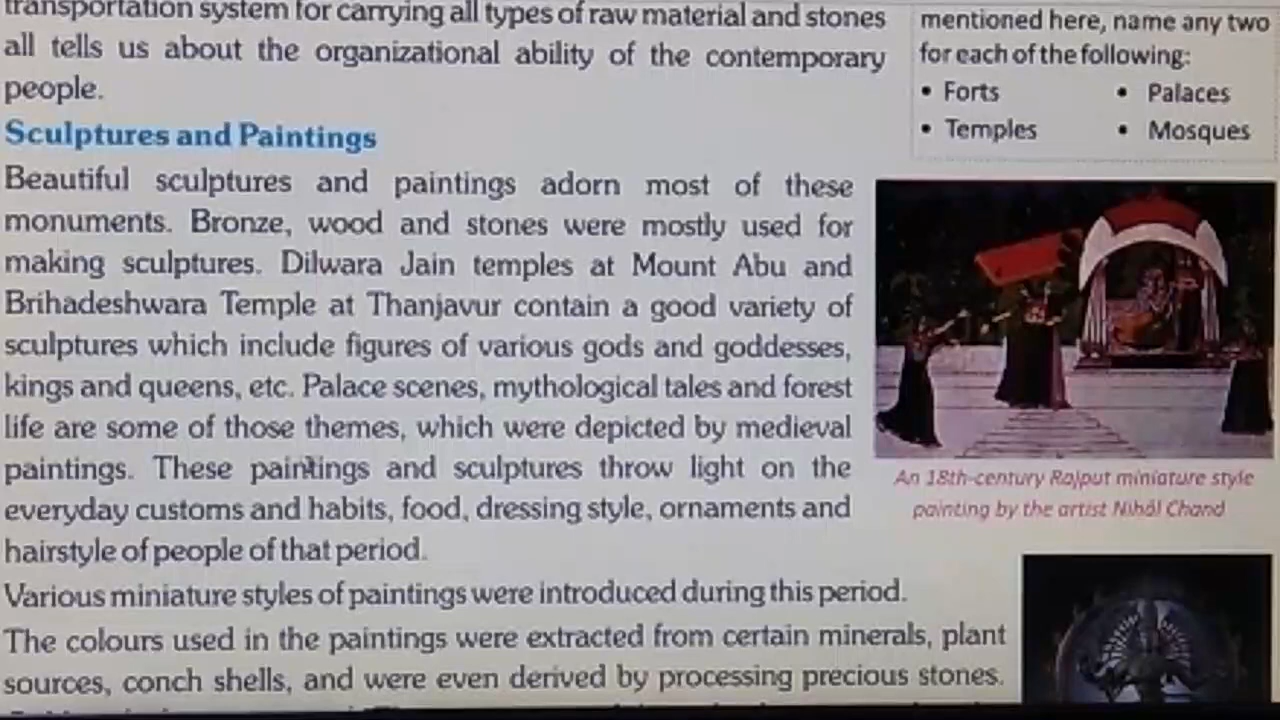 transportation system for carrying all types of raw material and stones
all tells us about the organizational ability of the contemporary
people.
Sculptures and Paintings
Beautiful sculptures and paintings adorn most of these
monuments. Bronze, wood and stones were mostly used for
making sculptures. Dilwara Jain temples at Mount Abu and
Brihadeshwara Temple at Thanjavur contain a good variety of
sculptures which include figures of various gods and goddesses,
kings and queens, etc. Palace scenes, mythological tales and forest
life are some of those themes, which were depicted by medieval
paintings. These paintings and sculptures throw light on the
everyday customs and habits, food, dressing style, ornaments and
hairstyle of people of that period.
Various miniature styles of paintings were introduced during this period.
The colours used in the paintings were extracted from certain minerals, plant
sources, conch shells, and were even derived by processing precious stones.
mentioned here, name any two
for each of the following:
• Forts • Palaces
• Temples • Mosques
An 18th-century Rajput miniature style
painting by the artist Nihâl Chand